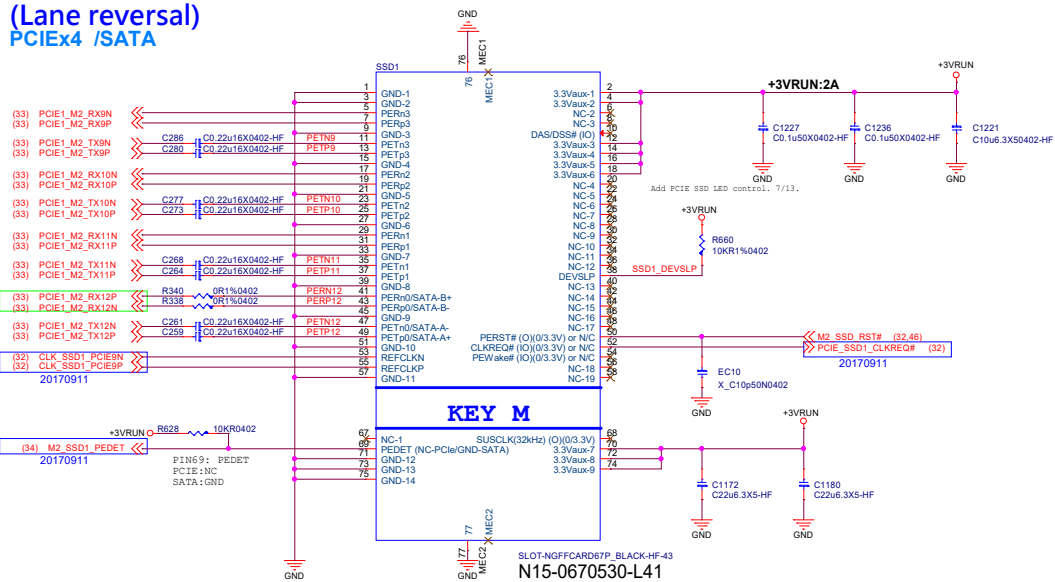 (Lane reversal)
PCIEx4 /SATA
GND
76
MEC1
SSD1
76
MEC1
+3VRUN
+3VRUN:2A
1 GND-1 3.3Vaux-1 2
3 GND-2 3.3Vaux-2 4
(33) PCIE1_M2_RX9N 5 PERn3 NC-2 6
(33) PCIE1_M2_RX9P 7 PERp3 NC-3 8
9 GND-3 DAS/DSS# (IO) 10
(33) PCIE1_M2_TX9N C286 C0.22u16X0402-HF PETN9 11 PETn3 3.3Vaux-3 12
(33) PCIE1_M2_TX9P C280 C0.22u16X0402-HF PETP9 13 PETp3 3.3Vaux-4 14
15 GND-4 3.3Vaux-5 16
(33) PCIE1_M2_RX10N 17 PERn2 3.3Vaux-6 18
(33) PCIE1_M2_RX10P 19 PERp2 NC-4 20
21 GND-5 NC-5 22
(33) PCIE1_M2_TX10N C277 C0.22u16X0402-HF PETN10 23 PETn2 NC-6 24
(33) PCIE1_M2_TX10P C273 C0.22u16X0402-HF PETP10 25 PETp2 NC-7 26
27 GND-6 NC-8 28
(33) PCIE1_M2_RX11N 29 PERn1 NC-9 30
(33) PCIE1_M2_RX11P 31 PERp1 NC-10 32
33 GND-7 NC-11 34
(33) PCIE1_M2_TX11N C268 C0.22u16X0402-HF PETN11 35 PETn1 NC-12 36
(33) PCIE1_M2_TX11P C264 C0.22u16X0402-HF PETP11 37 PETp1 DEVSLP 38
39 GND-8 NC-13 40
(33) PCIE1_M2_RX12P R340 0R1%0402 PERN12 41 PERn0/SATA-B+ NC-14 42
(33) PCIE1_M2_RX12N R338 0R1%0402 PERP12 43 PERp0/SATA-B- NC-15 44
45 GND-9 NC-16 46
(33) PCIE1_M2_TX12N C261 C0.22u16X0402-HF PETN12 47 PETn0/SATA-A- NC-17 48
(33) PCIE1_M2_TX12P C259 C0.22u16X0402-HF PETP12 49 PETp0/SATA-A+ PERST# (O)(0/3.3V) or N/C 50
51 GND-10 CLKREQ# (IO)(0/3.3V) or N/C 52
(32) CLK_SSD1_PCIE9N 53 REFCLKN PEWake# (IO)(0/3.3V) or N/C 54
(32) CLK_SSD1_PCIE9P 55 REFCLKP NC-18 56
57 GND-11 NC-19 58
20170911
C1227
C0.1u50X0402-HF
C1236
C0.1u50X0402-HF
C1221
C10u6.3X50402-HF
GND
GND
GND
Add PCIE SSD LED control. 7/13.
+3VRUN
R660
10KR1%0402
SSD1_DEVSLP
M2_SSD_RST# (32,46)
PCIE_SSD1_CLKREQ# (32)
20170911
EC10
X_C10p50N0402
GND
KEY M
+3VRUN R628 10KR0402
67 NC-1 SUSCLK(32kHz) (O)(0/3.3V) 68
(34) M2_SSD1_PEDET 69 PEDET (NC-PCIe/GND-SATA) 3.3Vaux-7 70
71 GND-12 3.3Vaux-8 72
73 GND-13 3.3Vaux-9 74
75 GND-14
20170911
PIN69: PEDET
PCIE:NC
SATA:GND
+3VRUN
C1172
C22u6.3X5-HF
C1180
C22u6.3X5-HF
GND
GND
77
MEC2
77
MEC2
GND
GND
SLOT-NGFFCARD67P_BLACK-HF-43
N15-0670530-L41